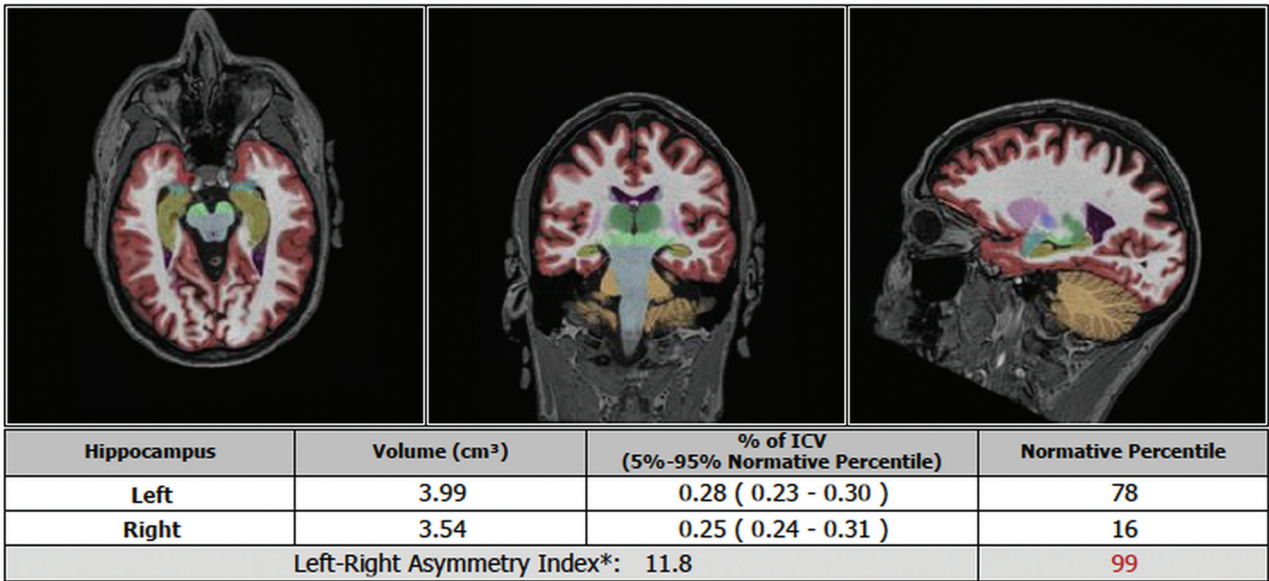 Hippocampus Volume (cm³) % of ICV (5%-95% Normative Percentile) Normative Percentile
Left 3.99 0.28 ( 0.23 - 0.30 ) 78
Right 3.54 0.25 ( 0.24 - 0.31 ) 16
Left-Right Asymmetry Index*: 11.8 99